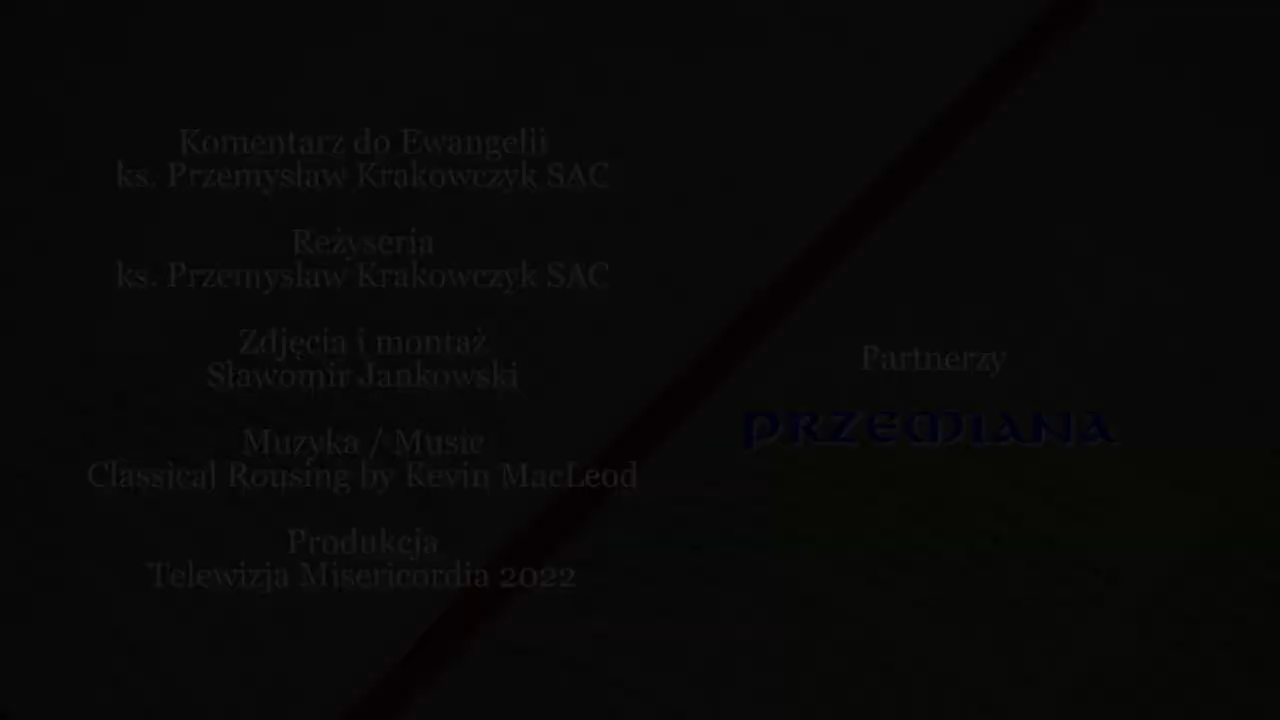 Komentarz do Ewangelii
ks. Przemysław Krakowczyk SAC
Reżyseria
ks. Przemysław Krakowczyk SAC
Zdjęcia i montaż
Sławomir Jankowski
Muzyka / Music
Classical Rousing by Kevin MacLeod
Produkcja
Telewizja Misericordia 2022
Partnerzy
PRZEMIANA